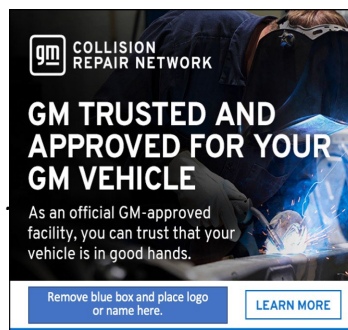 gm COLLISION
REPAIR NETWORK
GM TRUSTED AND
APPROVED FOR YOUR
GM VEHICLE
As an official GM-approved
facility, you can trust that your
vehicle is in good hands.
Remove blue box and place logo
or name here.
LEARN MORE